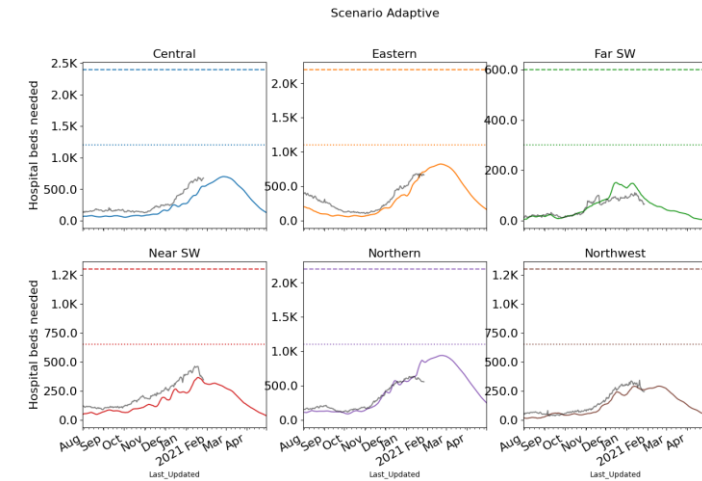 Scenario Adaptive
Central
Eastern
Far SW
Hospital beds needed
2.5K
2.0K
1.5K
1.0K
500.0
0.0
2.0K
1.5K
1.0K
500.0
0.0
600.0
400.0
200.0
0.0
Near SW
Northern
Northwest
Hospital beds needed
1.2K
1.0K
750.0
500.0
250.0
0.0
2.0K
1.5K
1.0K
500.0
0.0
1.2K
1.0K
750.0
500.0
250.0
0.0
Aug Sep Oct Nov Dec Jan 2021 Feb Mar Apr
Aug Sep Oct Nov Dec Jan 2021 Feb Mar Apr
Aug Sep Oct Nov Dec Jan 2021 Feb Mar Apr
Last_Updated
Last_Updated
Last_Updated